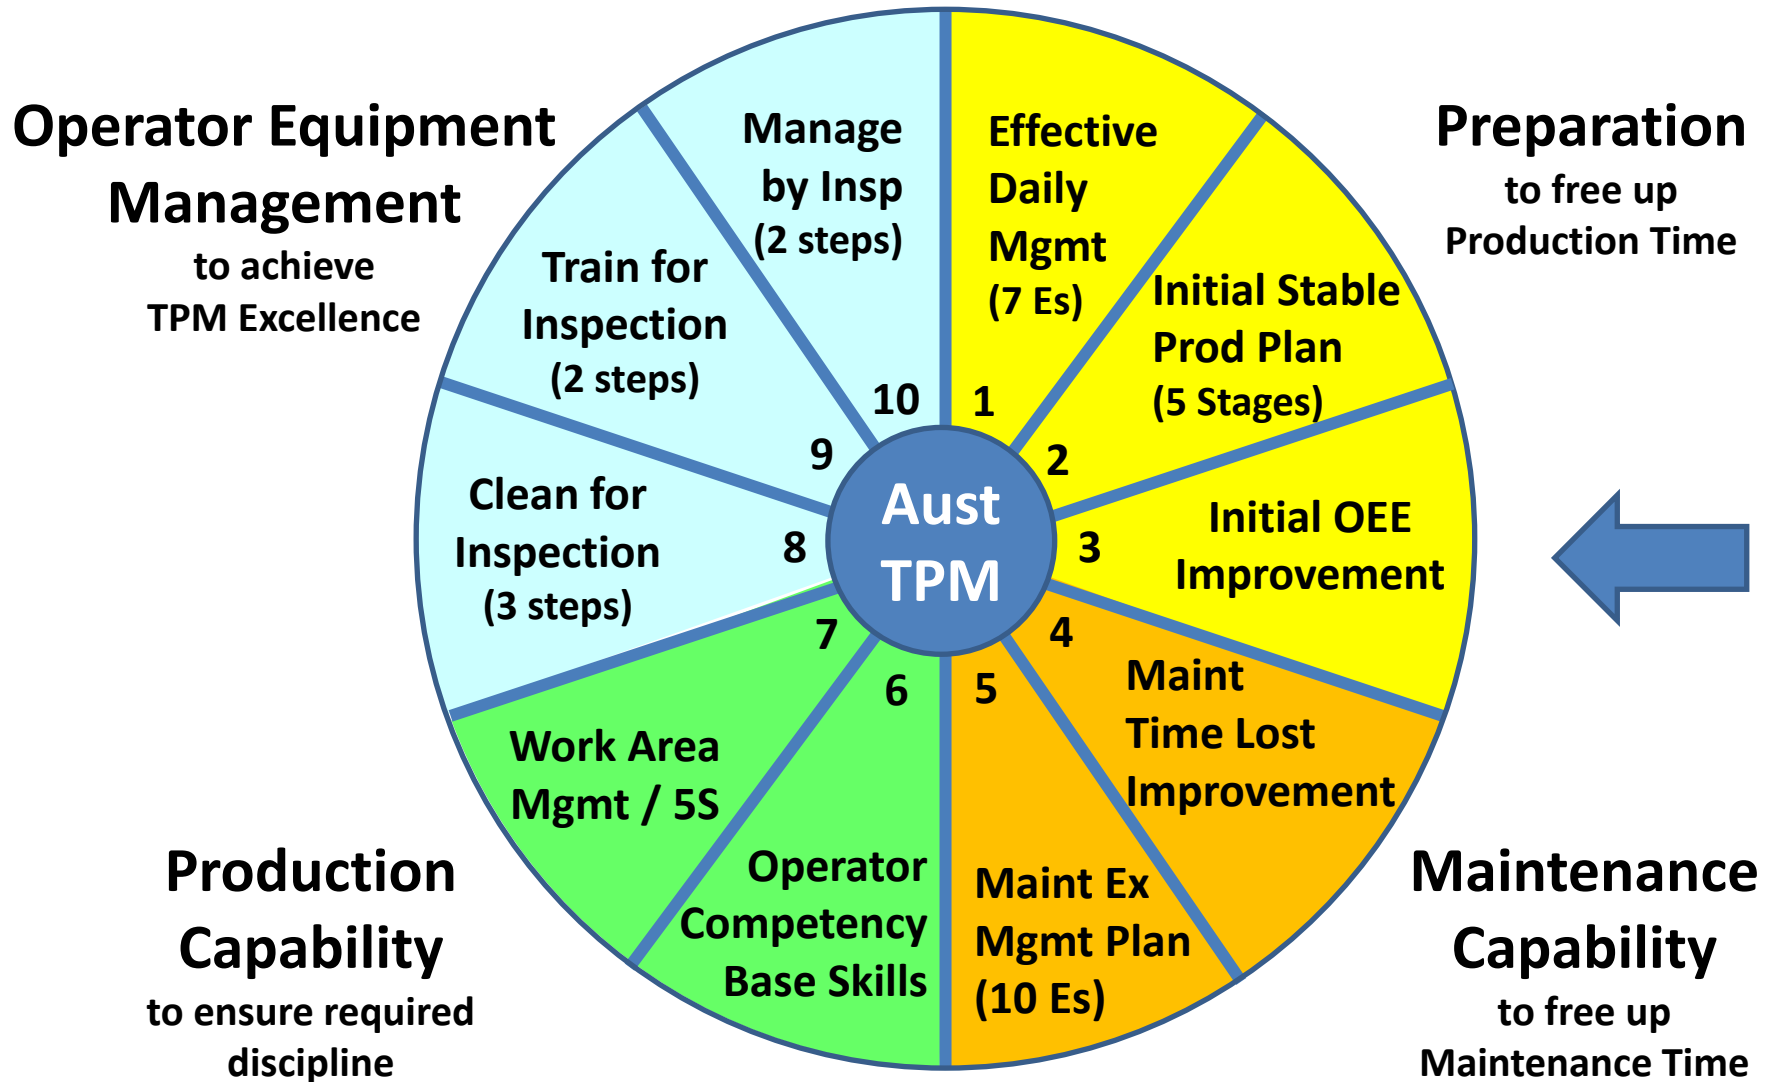 Operator Equipment
Management
to achieve
TPM Excellence
Preparation
to free up
Production Time
Effective
Daily
Mgmt
(7 Es)
1
Initial Stable
Prod Plan
(5 Stages)
2
Initial OEE
Improvement
3
Maint
Time Lost
Improvement
4
Maint Ex
Mgmt Plan
(10 Es)
5
Operator
Competency
Base Skills
6
Work Area
Mgmt / 5S
7
Clean for
Inspection
(3 steps)
8
Train for
Inspection
(2 steps)
9
Manage
by Insp
(2 steps)
10
Aust
TPM
Production
Capability
to ensure required
discipline
Maintenance
Capability
to free up
Maintenance Time